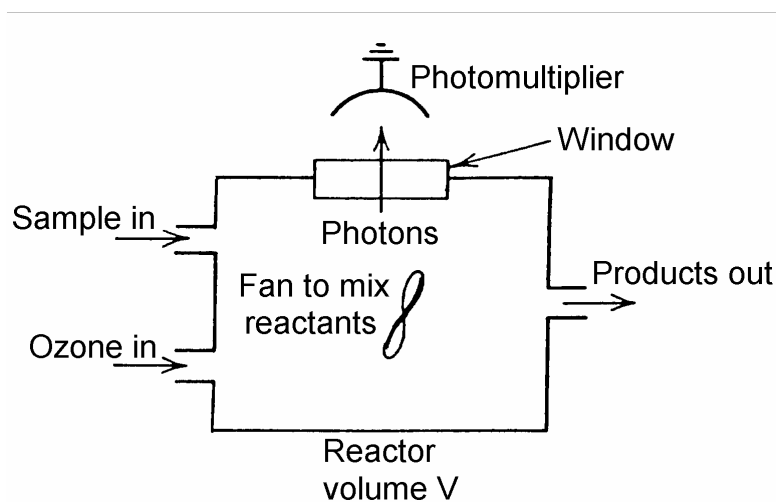 Photomultiplier
Window
Sample in
Photons
Products out
Fan to mix
reactants
Ozone in
Reactor
volume V